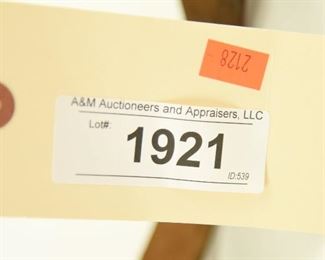 2128
A&M Auctioneers and Appraisers, LLC
Lot#:
1921
ID:539